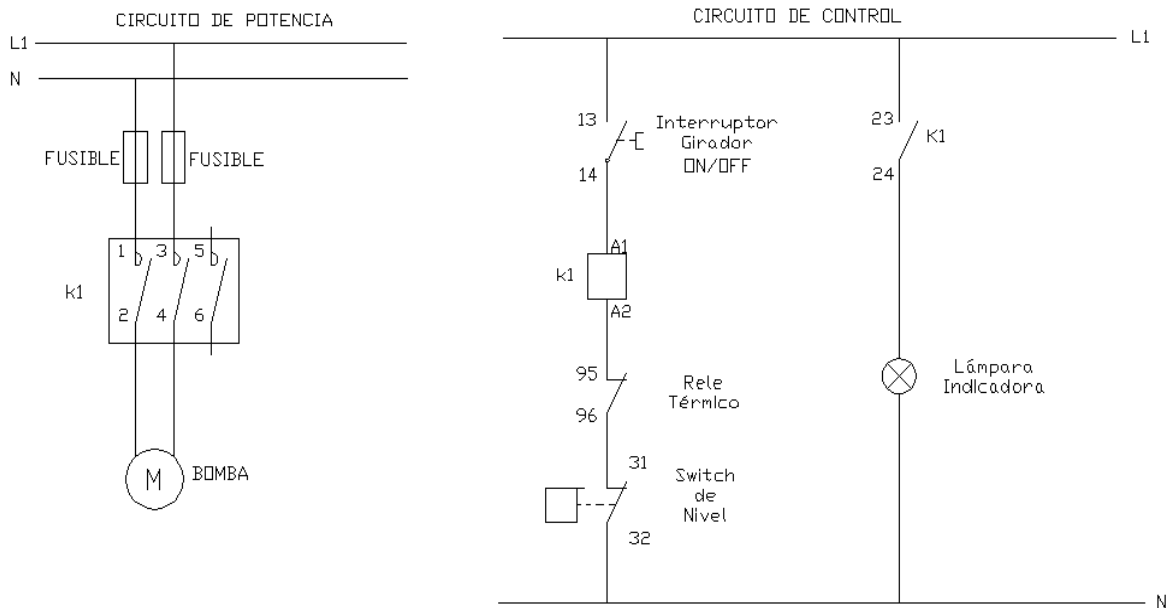 CIRCUITO DE POTENCIA
L1
N
FUSIBLE
FUSIBLE
1 3 5
k1
2 4 6
M
BOMBA
CIRCUITO DE CONTROL
L1
13
Interruptor
Girador
ON/OFF
14
23
K1
24
A1
k1
A2
95
Rele
Térmico
96
Lámpara
Indicadora
31
Switch
de
Nivel
32
N